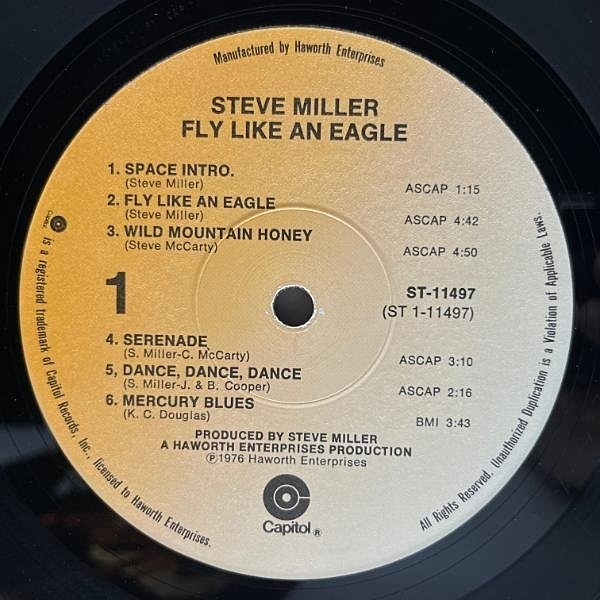 Manufactured by Haworth Enterprises
STEVE MILLER
FLY LIKE AN EAGLE
1. SPACE INTRO.
(Steve Miller)
ASCAP 1:15
2. FLY LIKE AN EAGLE
(Steve Miller)
ASCAP 4:42
3. WILD MOUNTAIN HONEY
(Steve McCarty)
ASCAP 4:50
1
ST-11497
(ST 1-11497)
4. SERENADE
(S. Miller-C. McCarty)
ASCAP 3:10
5, DANCE, DANCE, DANCE
(S. Miller-J. & B. Cooper)
ASCAP 2:16
6. MERCURY BLUES
(K. C. Douglas)
BMI 3:43
PRODUCED BY STEVE MILLER
A HAWORTH ENTERPRISES PRODUCTION
Ⓟ1976 Haworth Enterprises
Capitol®
is a registered trademark of Capitol Records, Inc., licensed to Haworth Enterprises.
All Rights Reserved. Unauthorized Duplication is a Violation of Applicable Laws.